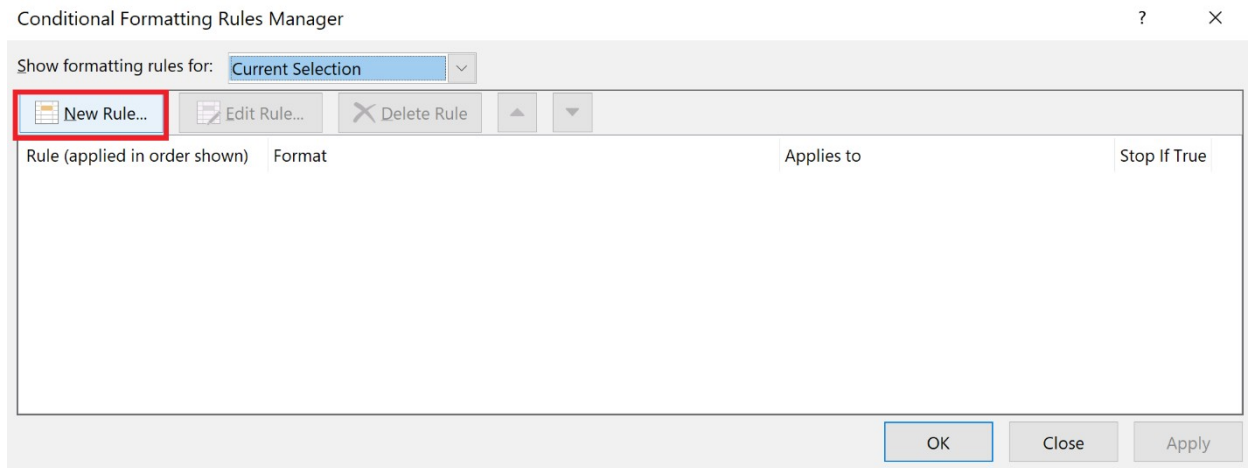 Conditional Formatting Rules Manager ? ×
Show formatting rules for: Current Selection
New Rule... Edit Rule... Delete Rule
Rule (applied in order shown) Format Applies to Stop If True
OK Close Apply